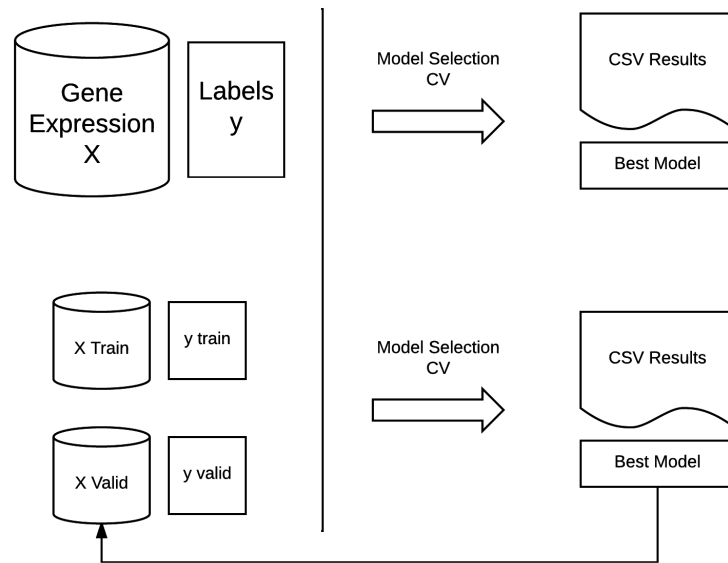 Gene
Expression
X
Labels
y
Model Selection
CV
CSV Results
Best Model
X Train
y train
Model Selection
CV
CSV Results
X Valid
y valid
Best Model